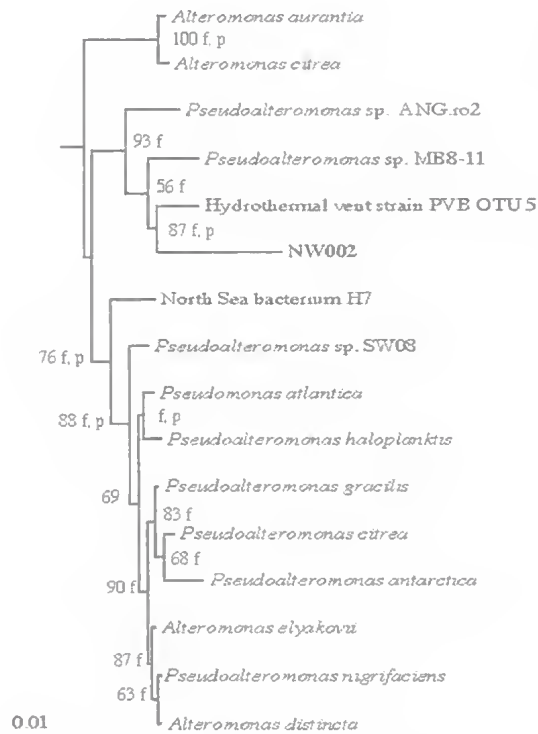 Alteromonas aurantia
100 f, p
Alteromonas citrea
Pseudoalteromonas sp. ANG.ro2
93 f
Pseudoalteromonas sp. MB8-11
56 f
Hydrothermal vent strain PVB OTU 5
87 f, p
NW002
North Sea bacterium H7
76 f, p
Pseudoalteromonas sp. SW08
Pseudomonas atlantica
88 f, p
f, p
Pseudoalteromonas haloplanktis
Pseudoalteromonas gracilis
69
83 f
Pseudoalteromonas citrea
68 f
Pseudoalteromonas antarctica
90 f
Alteromonas elyakovii
87 f
Pseudoalteromonas nigrifaciens
63 f
0.01
Alteromonas distincta